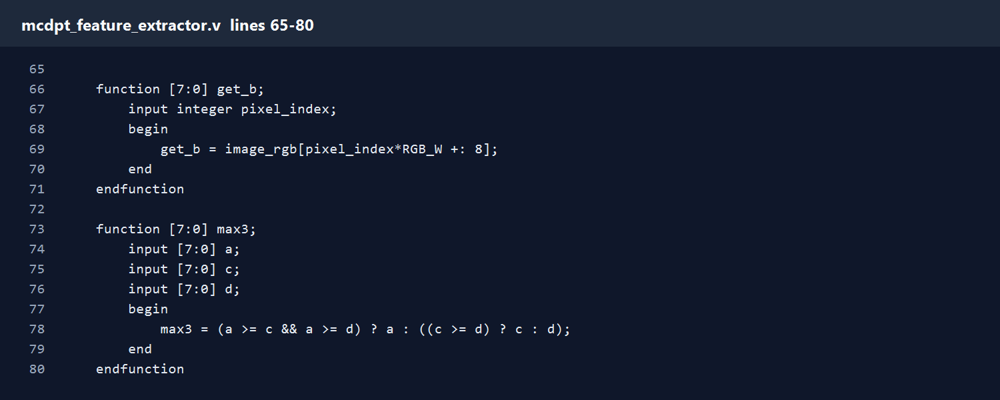 mcdpt_feature_extractor.v  lines 65-80
65
66      function [7:0] get_b;
67          input integer pixel_index;
68          begin
69              get_b = image_rgb[pixel_index*RGB_W +: 8];
70          end
71      endfunction
72
73      function [7:0] max3;
74          input [7:0] a;
75          input [7:0] c;
76          input [7:0] d;
77          begin
78              max3 = (a >= c && a >= d) ? a : ((c >= d) ? c : d);
79          end
80      endfunction